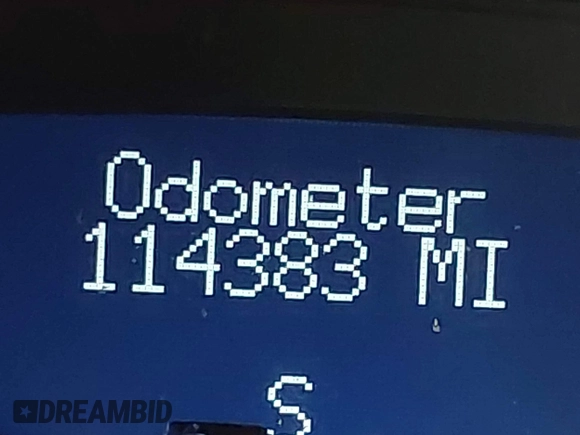 Odometer
114383 MI
S
DREAMBID